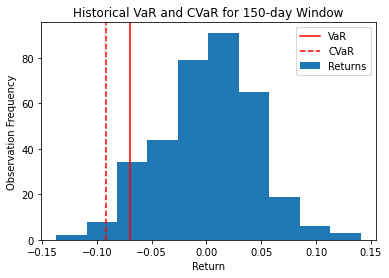 Historical VaR and CVaR for 150-day Window
Observation Frequency
80
60
40
20
0
VaR
CVaR
Returns
−0.15
−0.10
−0.05
0.00
0.05
0.10
0.15
Return